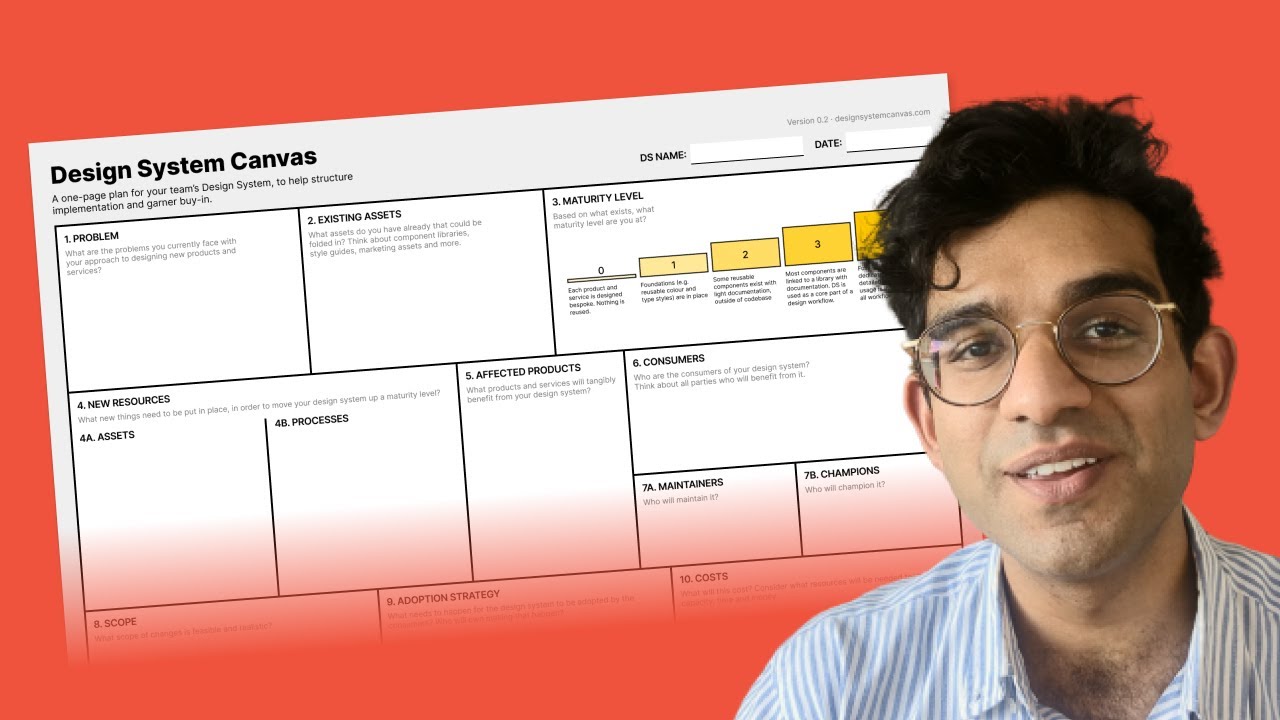 Version 0.2 · designsystemcanvas.com
Design System Canvas
A one-page plan for your team's Design System, to help structure
implementation and garner buy-in.
DS NAME:
DATE:
1. PROBLEM
What are the problems you currently face with
your approach to designing new products and
services?
2. EXISTING ASSETS
What assets do you have already that could be
folded in? Think about component libraries,
style guides, marketing assets and more.
3. MATURITY LEVEL
Based on what exists, what
maturity level are you at?
0
Each product and
service is designed
bespoke. Nothing is
reused.
1
Foundations (e.g.
reusable colour and
type styles) are in place
2
Some reusable
components exist with
light documentation,
outside of codebase
3
Most components are
linked to a library with
documentation. DS is
used as a core part of a
design workflow.
all workf
4. NEW RESOURCES
What new things need to be put in place, in order to move your design system up a maturity level?
4A. ASSETS
4B. PROCESSES
5. AFFECTED PRODUCTS
What products and services will tangibly
benefit from your design system?
6. CONSUMERS
Who are the consumers of your design system?
Think about all parties who will benefit from it.
7A. MAINTAINERS
Who will maintain it?
7B. CHAMPIONS
Who will champion it?
8. SCOPE
What scope of changes is feasible and realistic?
9. ADOPTION STRATEGY
What needs to happen for the design system to be adopted by the
10. COSTS
What will this cost? Consider what resources will be needed